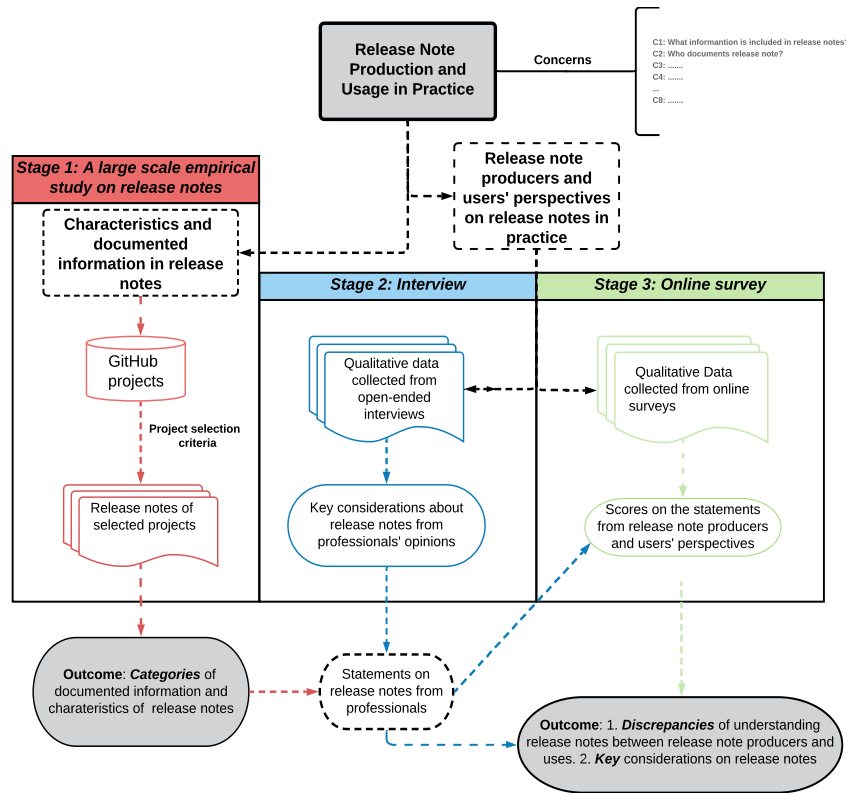 Release Note
Production and
Usage in Practice
Concerns
C1: What informantion is included in release notes'
C2: Who documents release note?
C3: .......
C4: .......
...
C8: .......
Release note
producers and
users' perspectives
on release notes in
practice
Stage 1: A large scale empirical
study on release notes
Characteristics and
documented
information in release
notes
Stage 2: Interview
Stage 3: Online survey
GitHub
projects
Project selection
criteria
Release notes of
selected projects
Qualitative data
collected from
open-ended
interviews
Key considerations about
release notes from
professionals' opinions
Qualitative Data
collected from online
surveys
Scores on the statements
from release note producers
and users' perspectives
Outcome: Categories of
documented information and
charateristics of release notes
Statements on
release notes from
professionals
Outcome: 1. Discrepancies of understanding
release notes between release note producers and
uses. 2. Key considerations on release notes